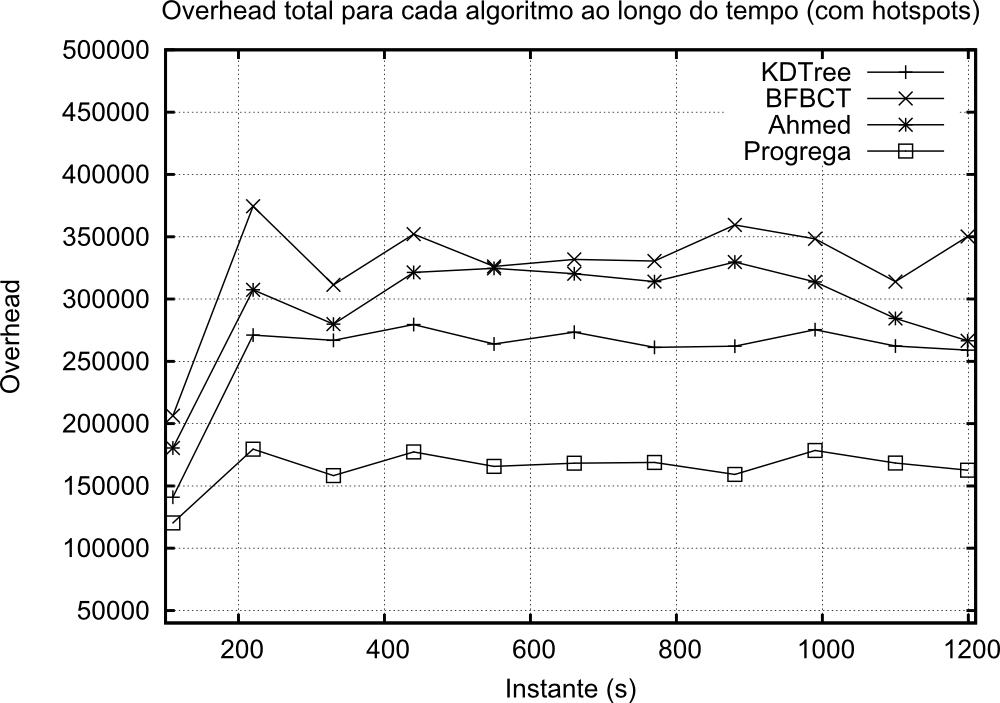 Overhead total para cada algoritmo ao longo do tempo (com hotspots)
500000
450000
400000
350000
300000
250000
200000
150000
100000
50000
Overhead
KDTree
BFBCT
Ahmed
Progrega
200 400 600 800 1000 1200
Instante (s)